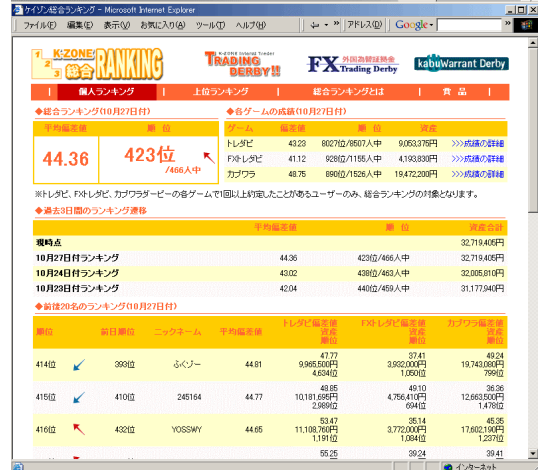 ケイゾン総合ランキング - Microsoft Internet Explorer
ファイル(F) 編集(E) 表示(V) お気に入り(A) ツール(T) ヘルプ(H) アドレス(D) Google
1 2 3 K-ZONE 総合 RANKING
K-ZONE Internet Trader TRADING DERBY!!
FX 外国為替証拠金 Trading Derby
kabuWarrant Derby
個人ランキング | 上位ランキング | 総合ランキングとは | 賞 品
◆総合ランキング(10月27日付)
平均偏差値 順 位
44.36 423位 /466人中
◆各ゲームの成績(10月27日付)
ゲーム 偏差値 順 位 資産
トレダビ 43.23 8027位/8507人中 9,053,375円 >>>成績の詳細
FXトレダビ 41.12 928位/1155人中 4,193,830円 >>>成績の詳細
カブワラ 48.75 890位/1526人中 19,472,200円 >>>成績の詳細
※トレダビ、FXトレダビ、カブワラダービーの各ゲームで1回以上約定したことがあるユーザーのみ、総合ランキングの対象となります。
◆過去3日間のランキング遷移
平均偏差値 順 位 資産合計
現時点 32,719,405円
10月27日付ランキング 44.36 423位/466人中 32,719,405円
10月24日付ランキング 43.02 438位/463人中 32,005,810円
10月23日付ランキング 42.04 440位/459人中 31,177,940円
◆前後20名のランキング(10月27日付)
順位 前日順位 ニックネーム 平均偏差値 トレダビ偏差値 資産 順位 FXトレダビ偏差値 資産 順位 カブワラ偏差値 資産 順位
414位 393位 ふくぞー 44.81 47.77 9,965,500円 4,634位 37.41 3,932,000円 1,050位 49.24 19,743,080円 799位
415位 410位 245164 44.77 49.85 10,181,695円 2,989位 49.10 4,756,410円 694位 36.36 12,663,500円 1,478位
416位 432位 YOSSWY 44.65 53.47 11,108,760円 1,191位 35.14 3,772,000円 1,084位 45.35 17,602,190円 1,237位
55.25 39.24 39.41
インターネット